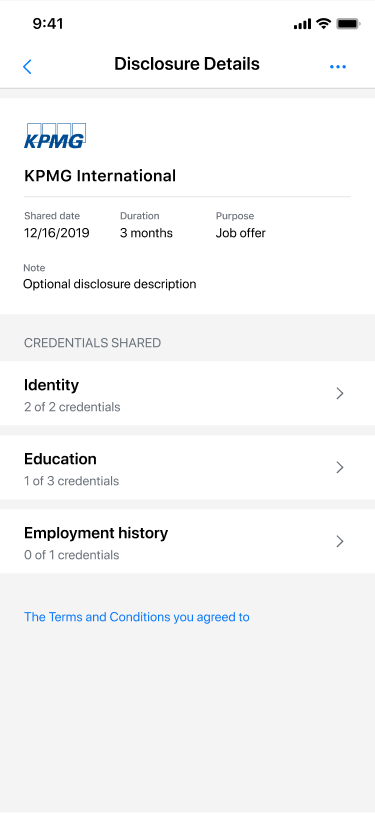 9:41
Disclosure Details
KPMG
KPMG International
Shared date Duration Purpose
12/16/2019 3 months Job offer
Note
Optional disclosure description
CREDENTIALS SHARED
Identity
2 of 2 credentials
Education
1 of 3 credentials
Employment history
0 of 1 credentials
The Terms and Conditions you agreed to